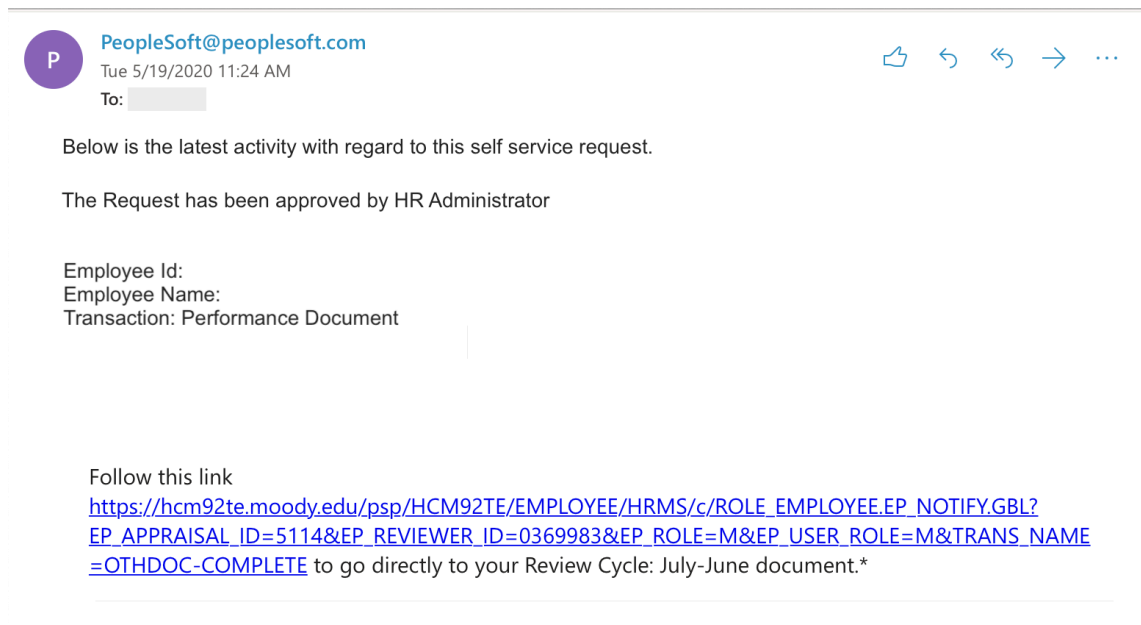 P
PeopleSoft@peoplesoft.com
Tue 5/19/2020 11:24 AM
To:
Below is the latest activity with regard to this self service request.
The Request has been approved by HR Administrator
Employee Id:
Employee Name:
Transaction: Performance Document
Follow this link
https://hcm92te.moody.edu/psp/HCM92TE/EMPLOYEE/HRMS/c/ROLE_EMPLOYEE.EP_NOTIFY.GBL?
EP_APPRAISAL_ID=5114&EP_REVIEWER_ID=0369983&EP_ROLE=M&EP_USER_ROLE=M&TRANS_NAME
=OTHDOC-COMPLETE to go directly to your Review Cycle: July-June document.*